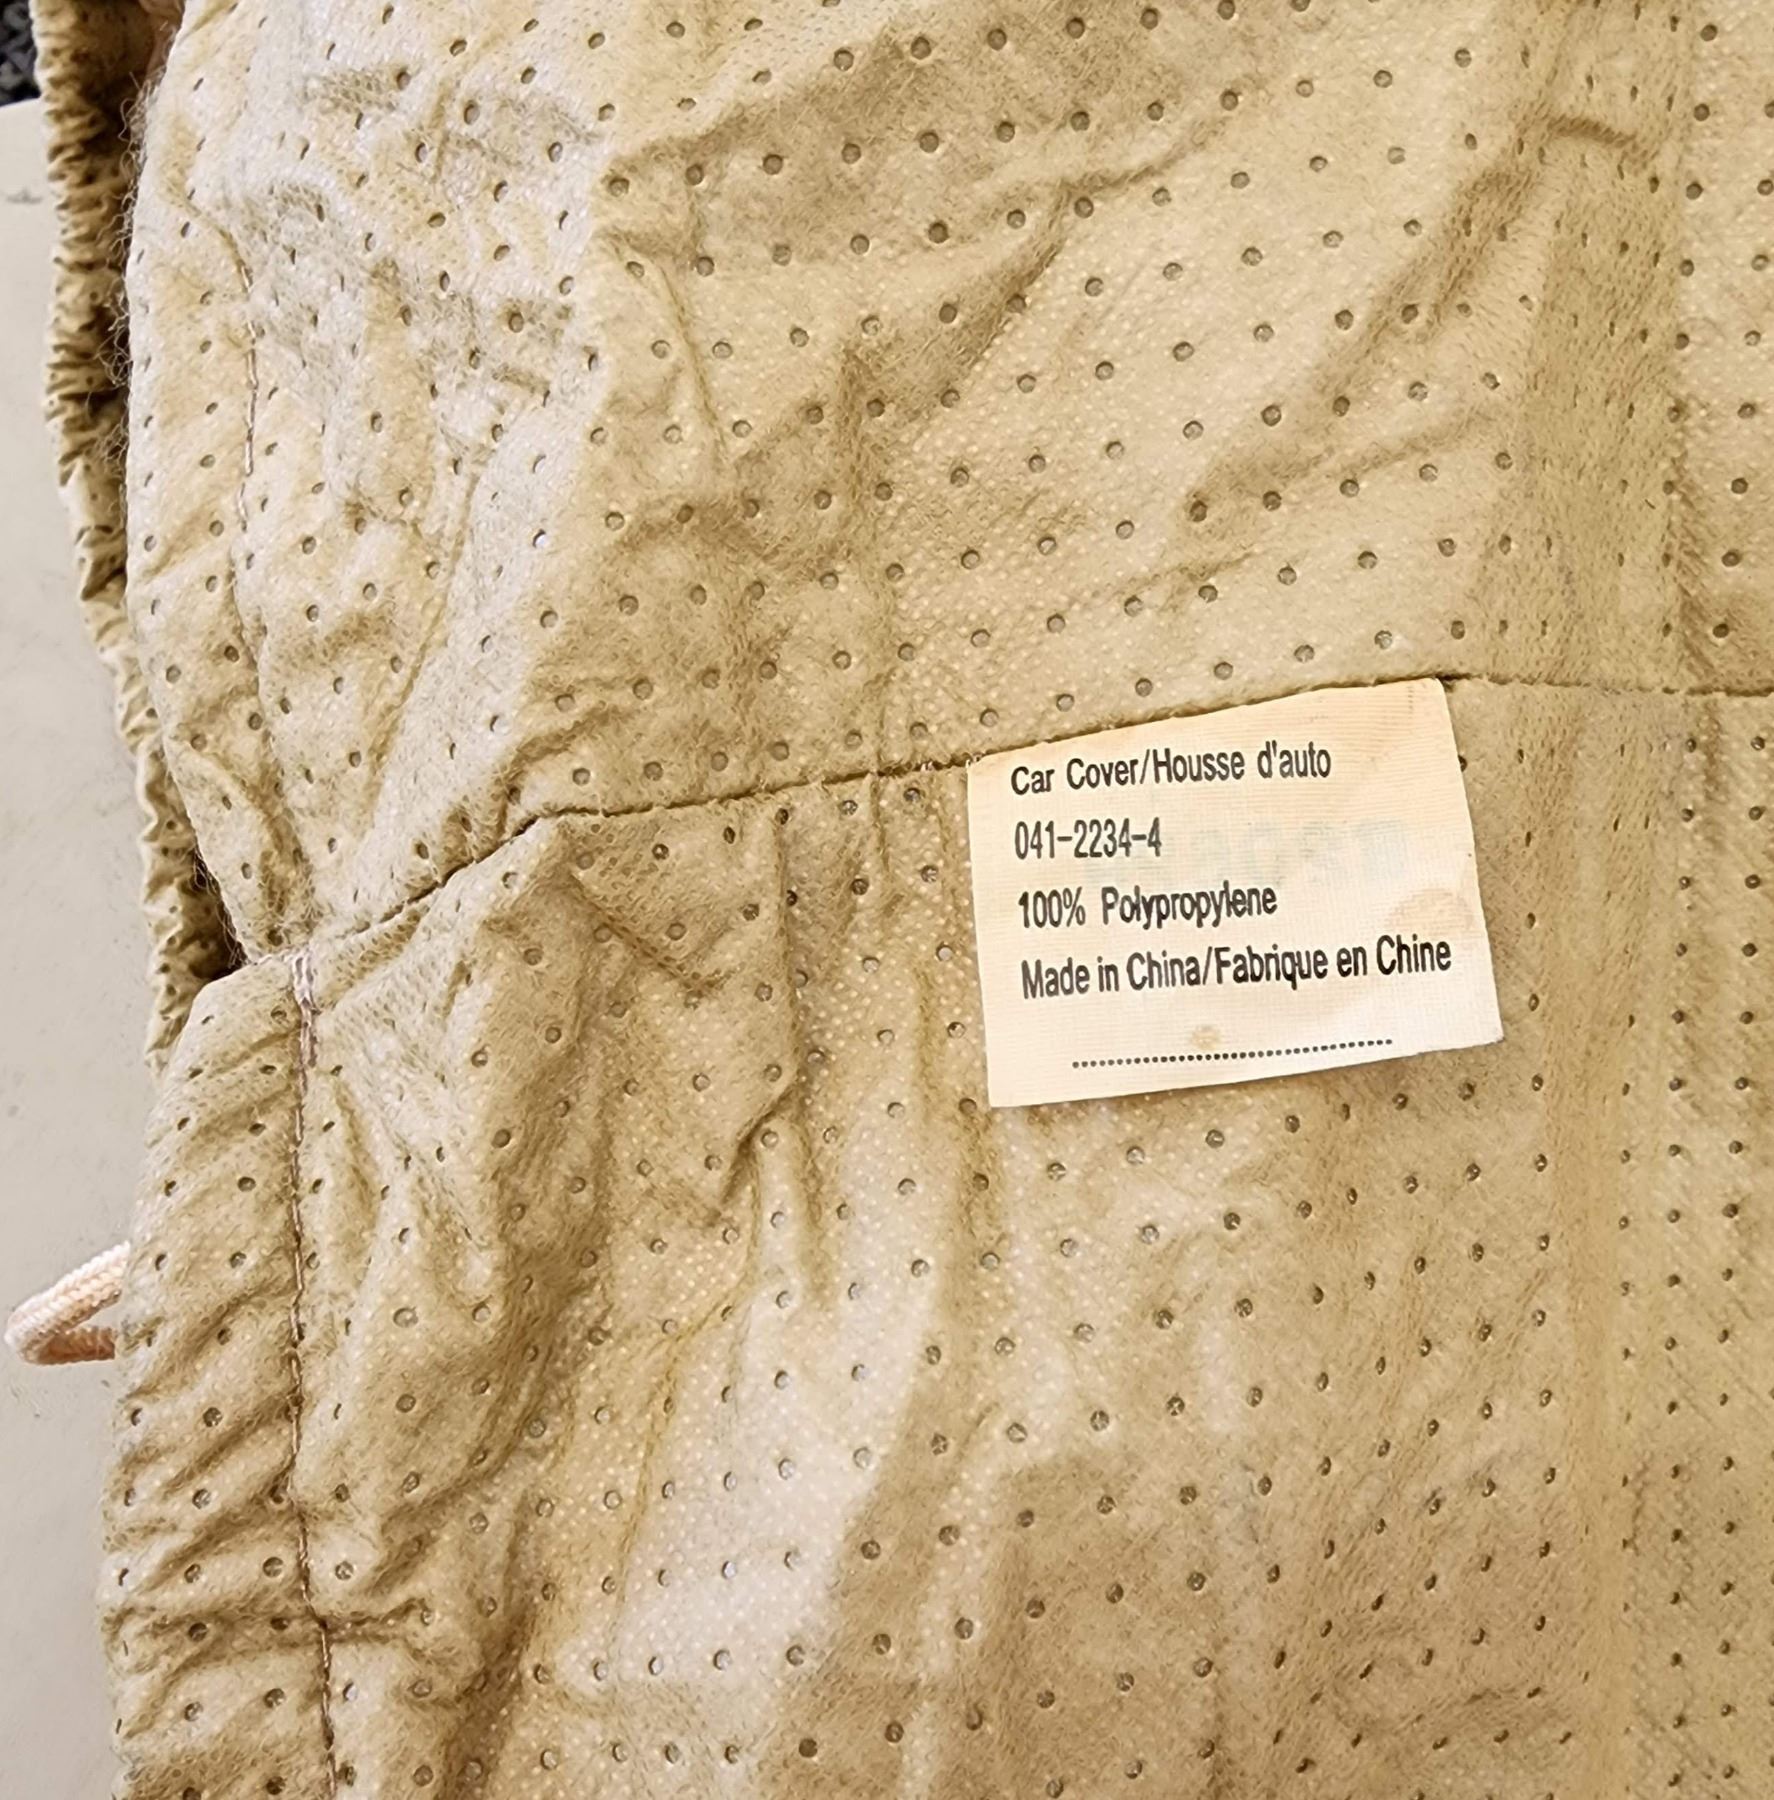 Car Cover/Housse d'auto
041-2234-4
100% Polypropylene
Made in China/Fabrique en Chine